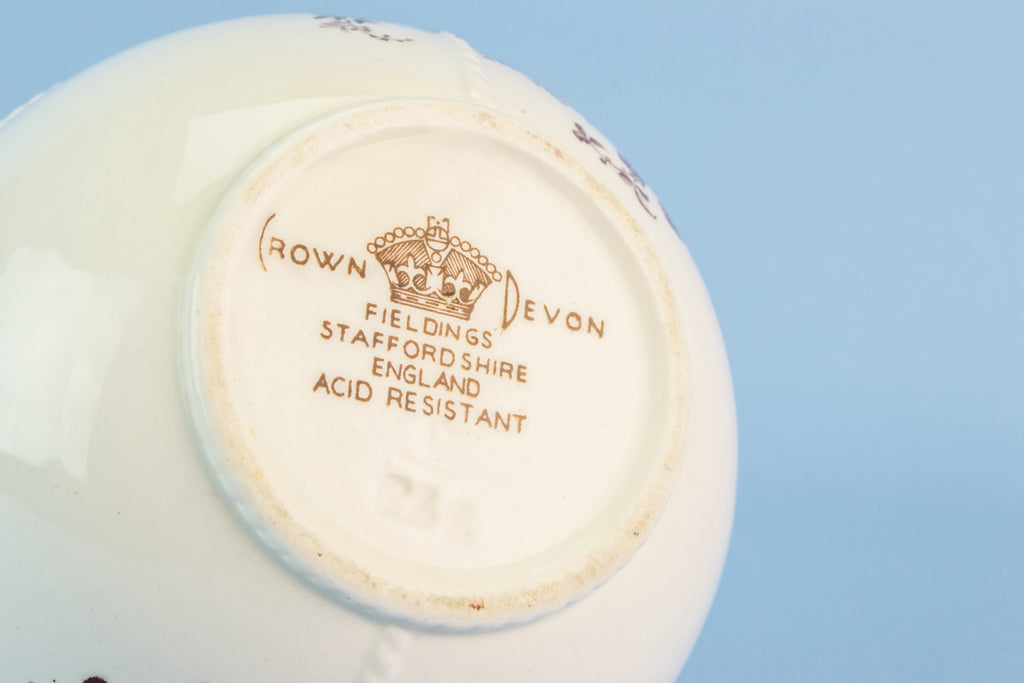 CROWN DEVON
FIELDINGS
STAFFORDSHIRE
ENGLAND
ACID RESISTANT